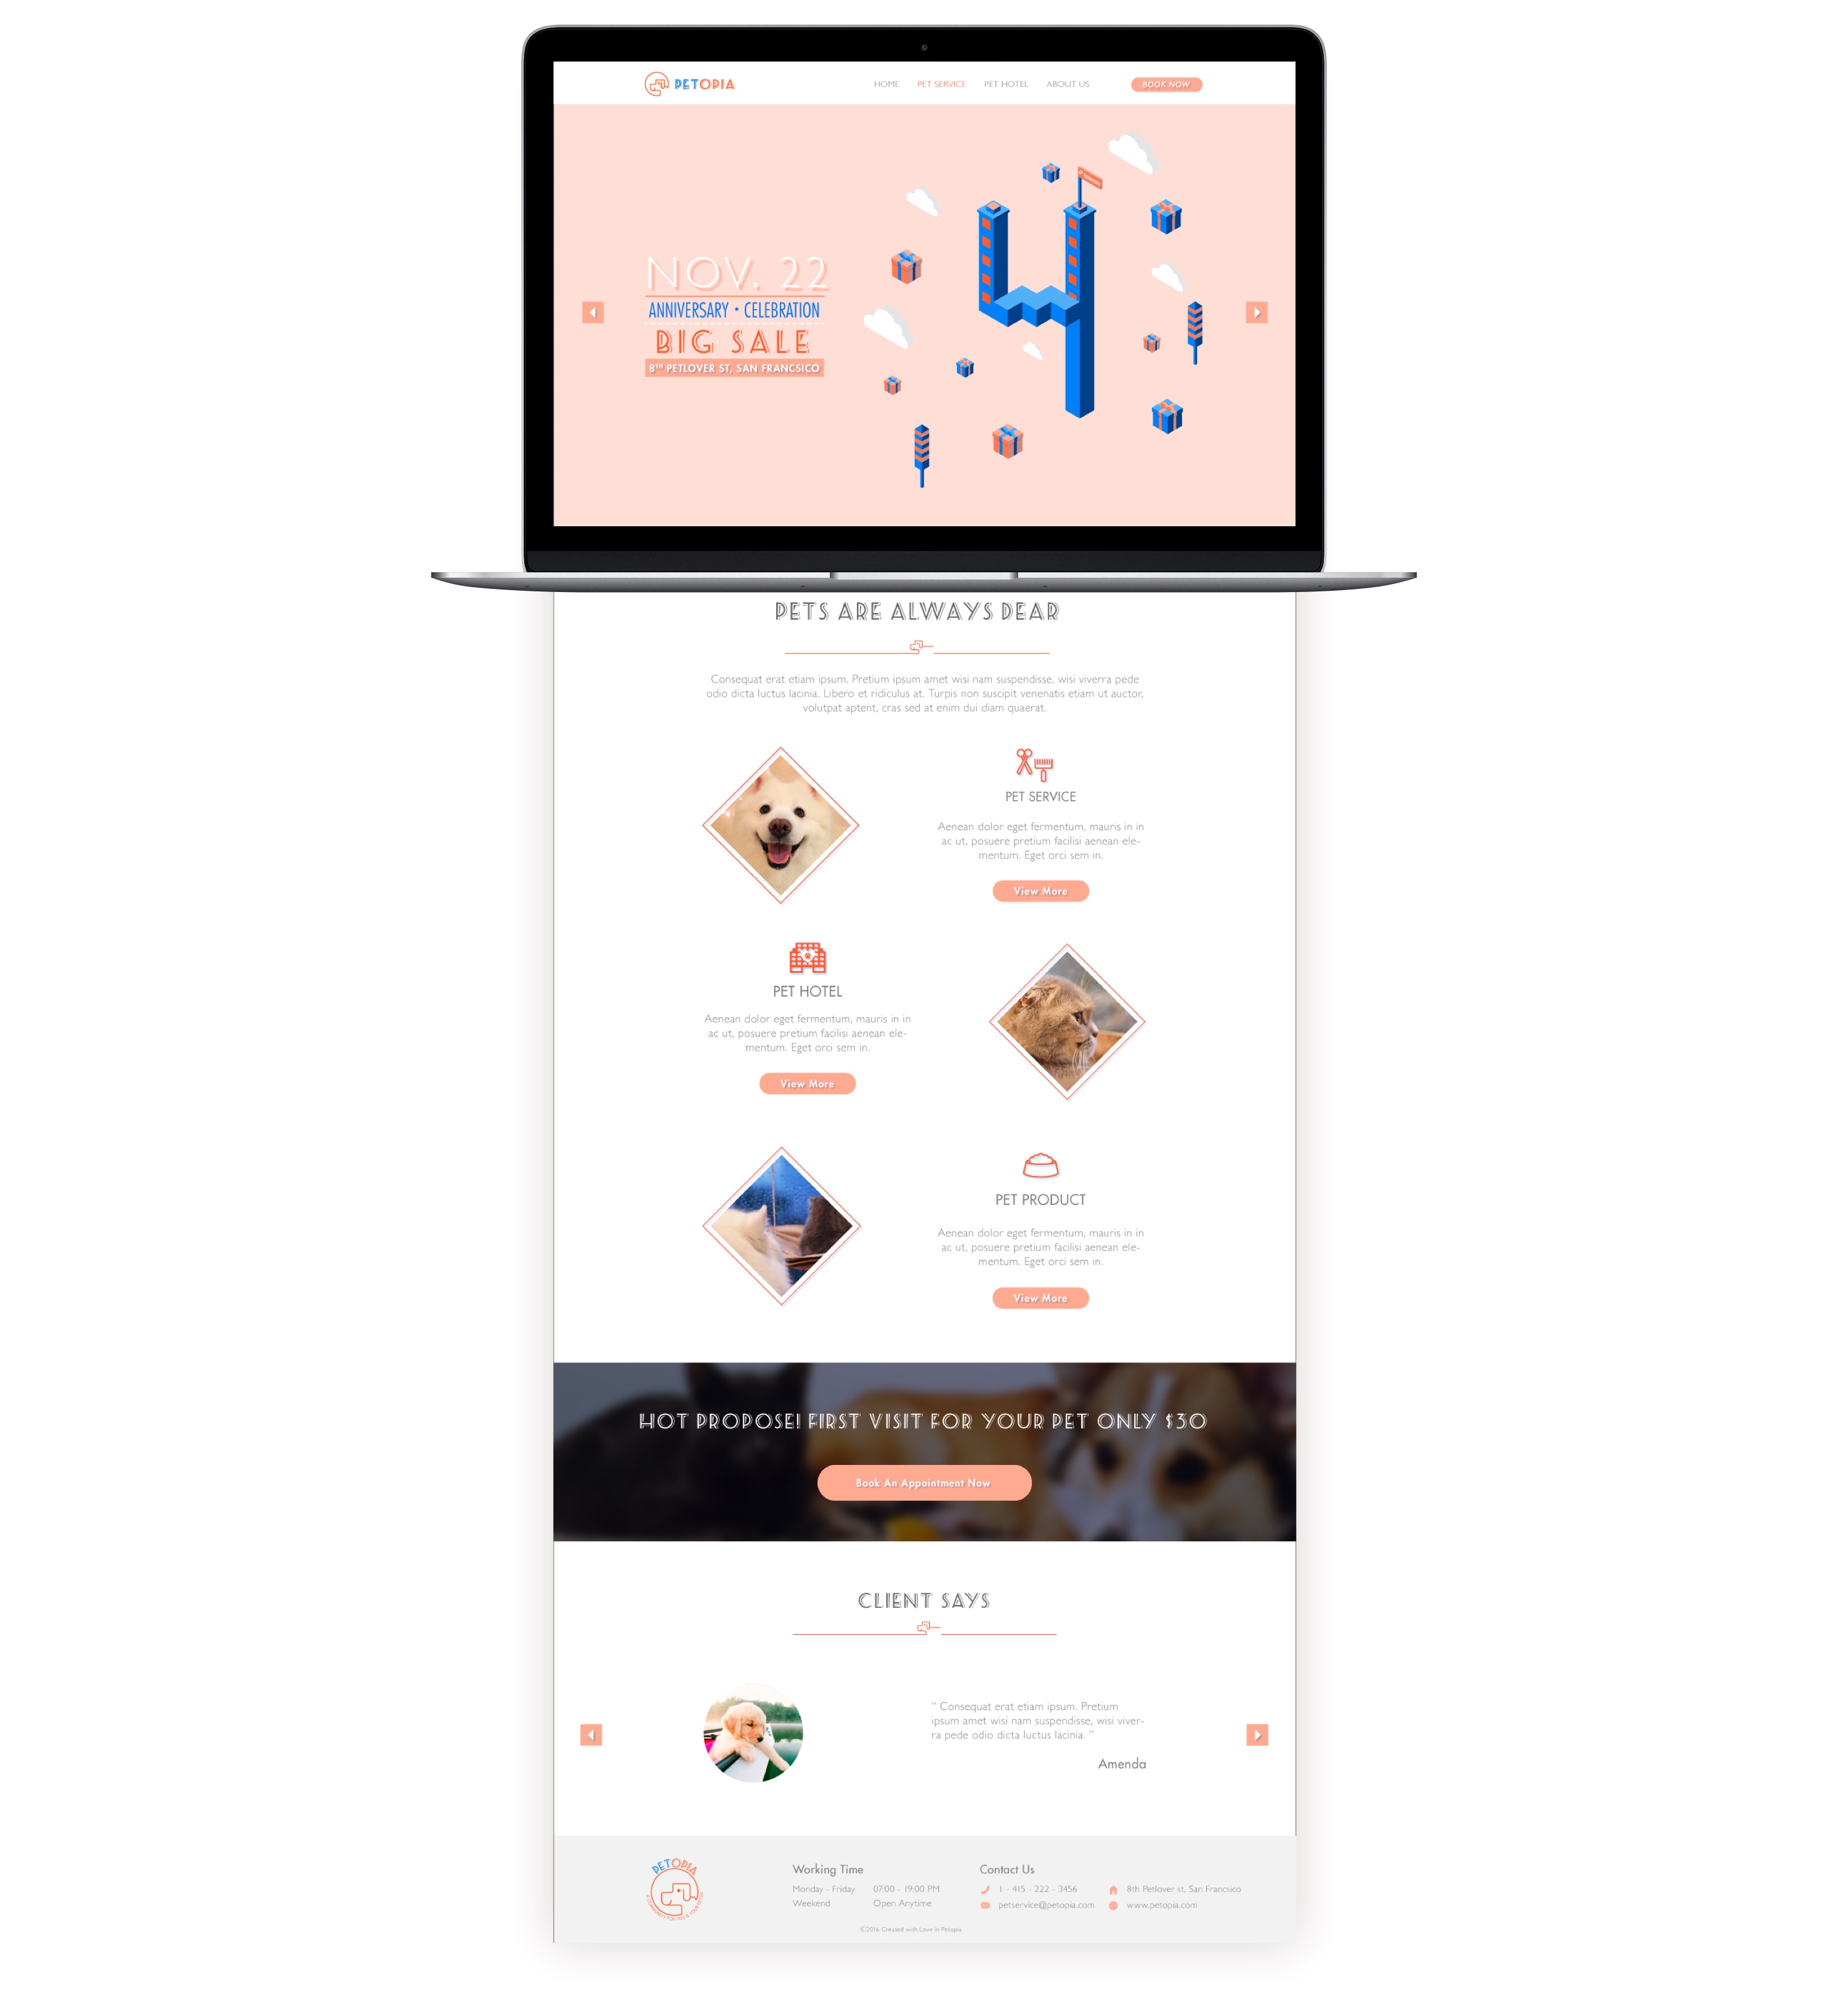 PETOPIA
HOME PET SERVICE PET HOTEL ABOUT US BOOK NOW
NOV. 22
ANNIVERSARY • CELEBRATION
BIG SALE
8TH PETLOVER ST, SAN FRANCSICO
PETS ARE ALWAYS DEAR
Consequat erat etiam ipsum. Pretium ipsum amet wisi nam suspendisse, wisi viverra pede
odio dicta luctus lacinia. Libero et ridiculus at. Turpis non suscipit venenatis etiam ut auctor,
volutpat aptent, cras sed at enim dui diam quaerat.
PET SERVICE
Aenean dolor eget fermentum, mauris in in
ac ut, posuere pretium facilisi aenean ele-
mentum. Eget orci sem in.
View More
PET HOTEL
Aenean dolor eget fermentum, mauris in in
ac ut, posuere pretium facilisi aenean ele-
mentum. Eget orci sem in.
View More
PET PRODUCT
Aenean dolor eget fermentum, mauris in in
ac ut, posuere pretium facilisi aenean ele-
mentum. Eget orci sem in.
View More
HOT PROPOSE! FIRST VISIT FOR YOUR PET ONLY $30
Book An Appointment Now
CLIENT SAYS
“ Consequat erat etiam ipsum. Pretium
ipsum amet wisi nam suspendisse, wisi viver-
ra pede odio dicta luctus lacinia. ”
Amenda
PETOPIA
Working Time
Monday - Friday 07:00 - 19:00 PM
Weekend Open Anytime
Contact Us
1 - 415 - 222 - 3456
petservice@petopia.com
8th Petlover st, San Francsico
www.petopia.com
©2016 Created with Love in Petopia